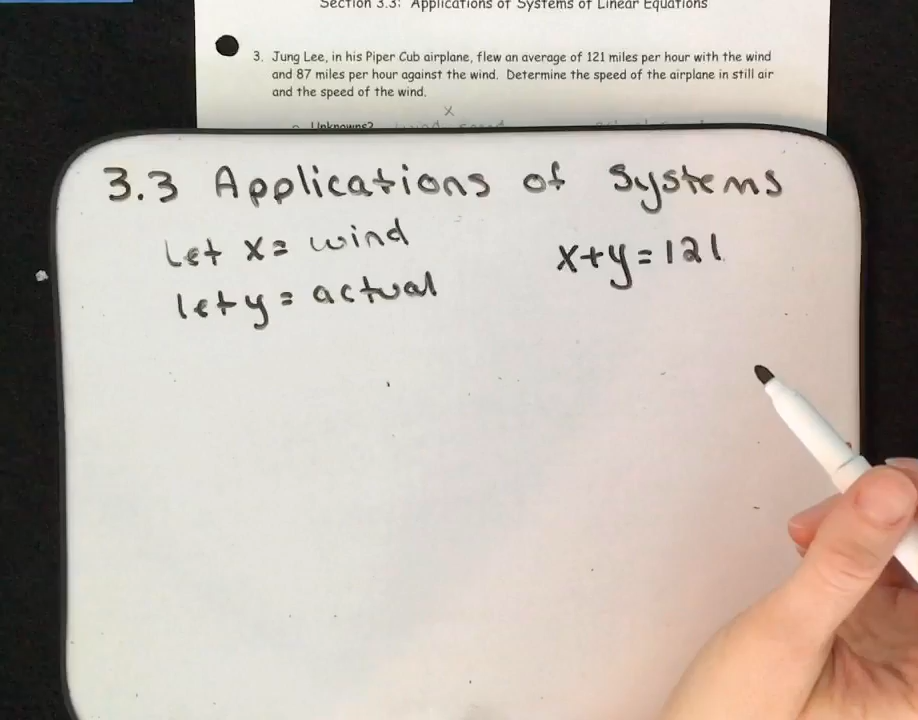 Section 3.3: Applications of Systems of Linear Equations
3. Jung Lee, in his Piper Cub airplane, flew an average of 121 miles per hour with the wind
and 87 miles per hour against the wind. Determine the speed of the airplane in still air
and the speed of the wind.
x
Unknowns?
3.3 Applications of Systems
Let x = wind
let y = actual
x+y=121